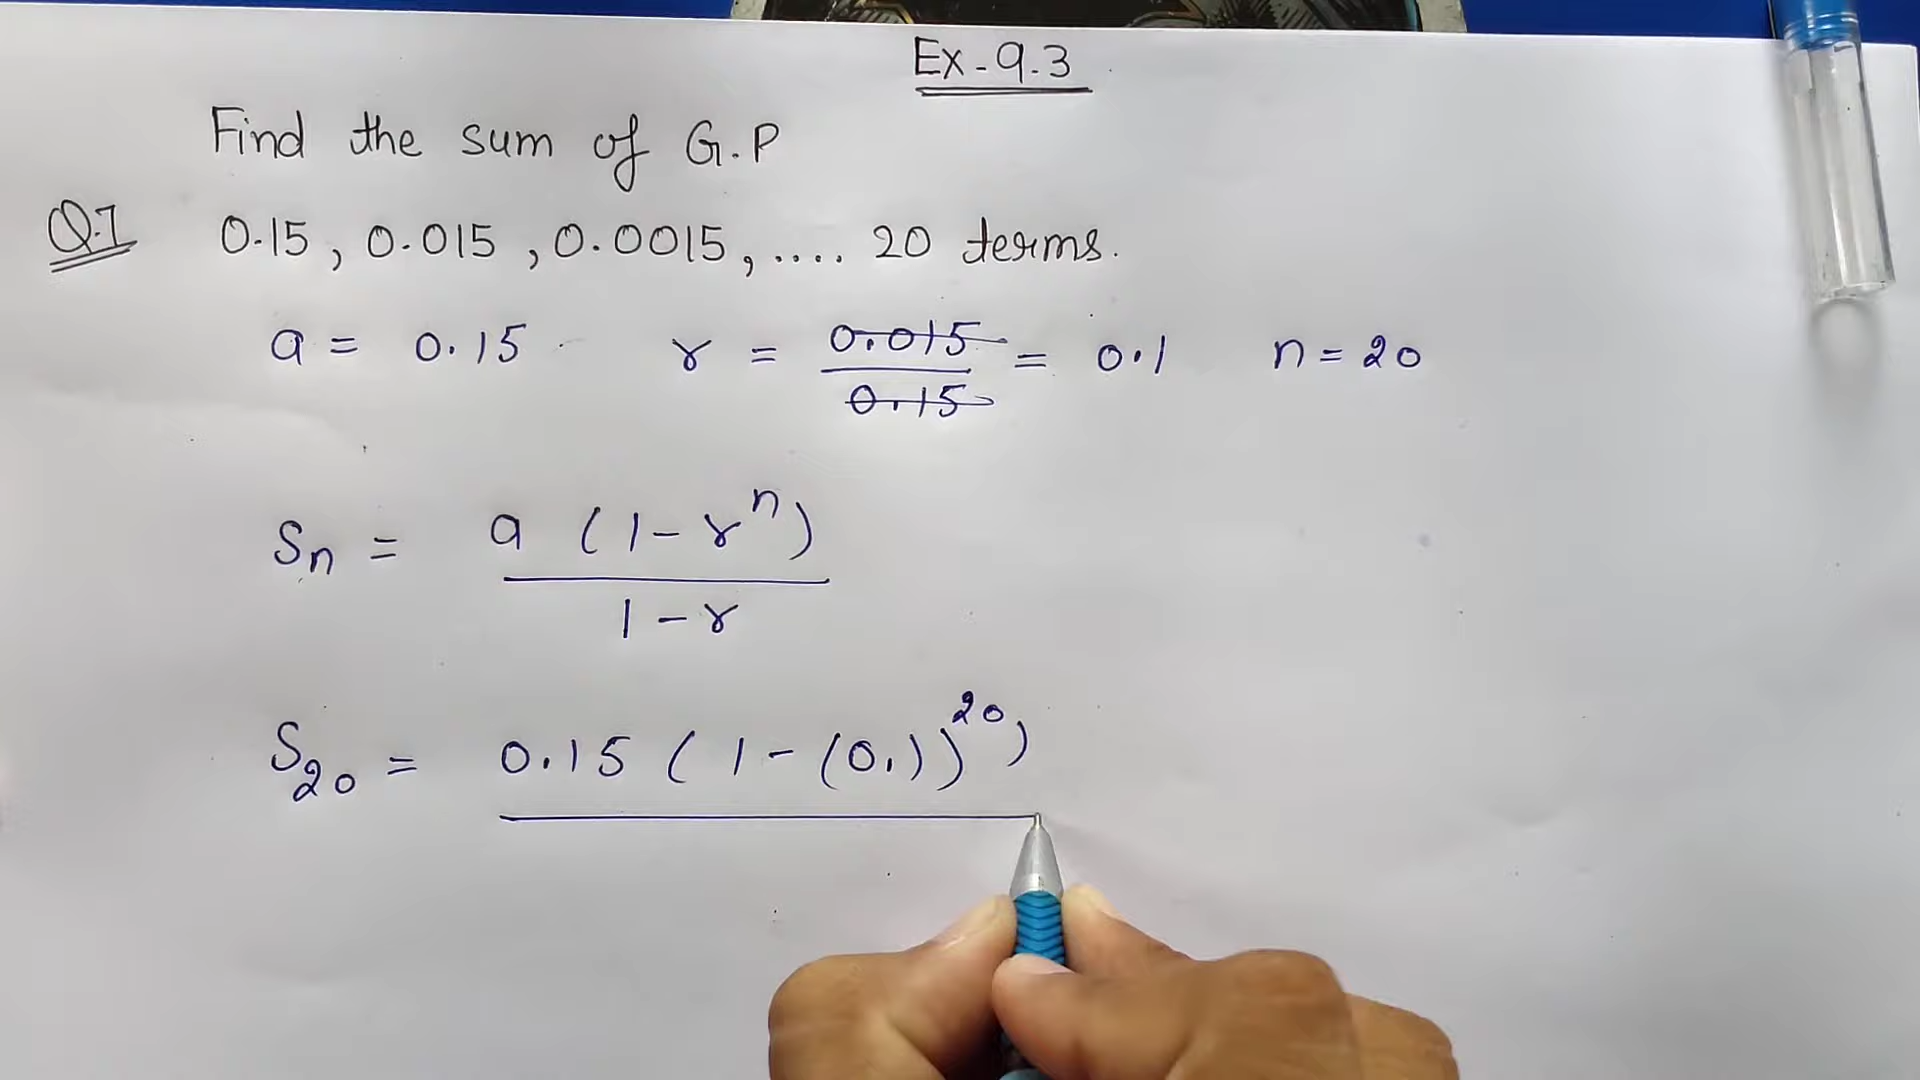 Ex-9.3
Find the sum of G.P
Q.7 0.15, 0.015, 0.0015, .... 20 terms.
a = 0.15 r = 0.015/0.15 = 0.1 n = 20
Sn = a (1-r^n) / 1-r
S20 = 0.15 (1-(0.1)^20)